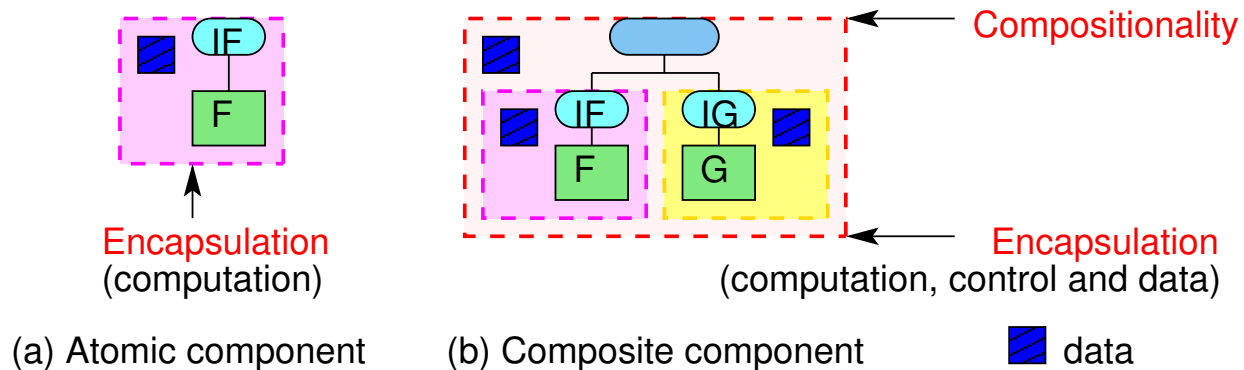 IF
F
Encapsulation
(computation)
(a) Atomic component
Compositionality
IF
IG
F
G
Encapsulation
(computation, control and data)
(b) Composite component
data